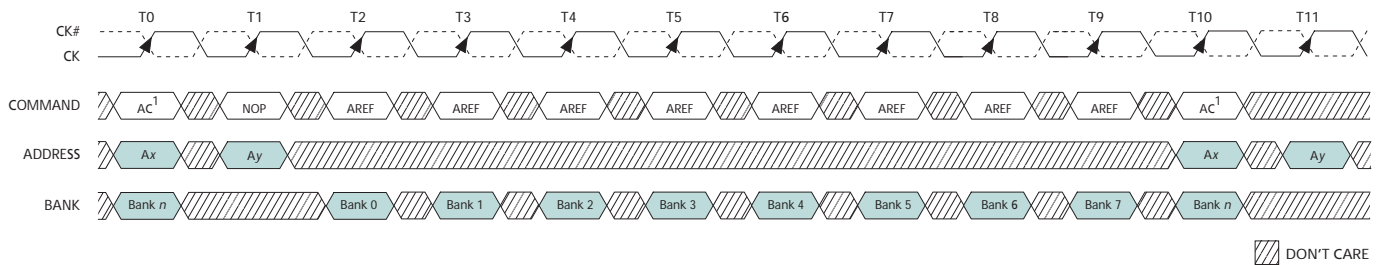 T0 T1 T2 T3 T4 T5 T6 T7 T8 T9 T10 T11
CK#
CK
COMMAND AC1 NOP AREF AREF AREF AREF AREF AREF AREF AREF AC1
ADDRESS Ax Ay Ax Ay
BANK Bank n Bank 0 Bank 1 Bank 2 Bank 3 Bank 4 Bank 5 Bank 6 Bank 7 Bank n
DON'T CARE